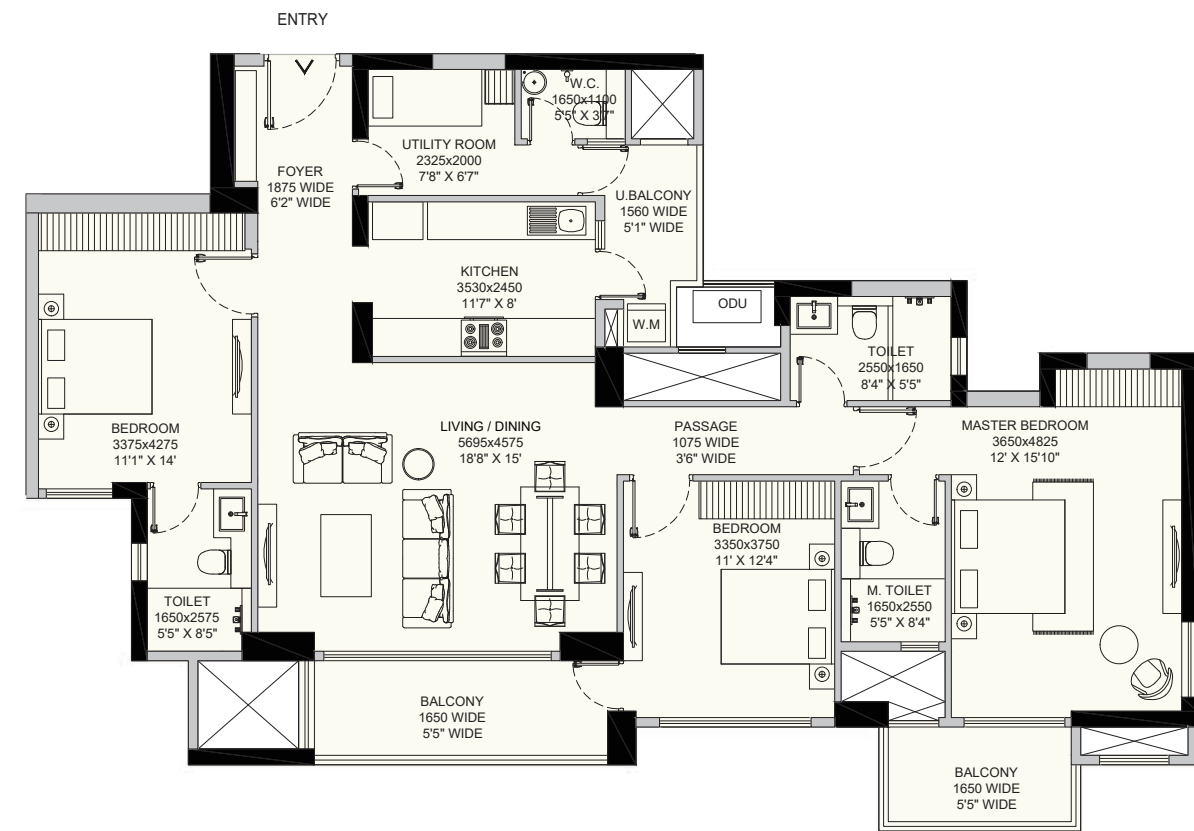 ENTRY
W.C.
1650x1100
5'5" X 3'7"
UTILITY ROOM
2325x2000
7'8" X 6'7"
FOYER
1875 WIDE
6'2" WIDE
U.BALCONY
1560 WIDE
5'1" WIDE
KITCHEN
3530x2450
11'7" X 8'
ODU
W.M
TOILET
2550x1650
8'4" X 5'5"
BEDROOM
3375x4275
11'1" X 14'
LIVING / DINING
5695x4575
18'8" X 15'
PASSAGE
1075 WIDE
3'6" WIDE
MASTER BEDROOM
3650x4825
12' X 15'10"
BEDROOM
3350x3750
11' X 12'4"
TOILET
1650x2575
5'5" X 8'5"
M. TOILET
1650x2550
5'5" X 8'4"
BALCONY
1650 WIDE
5'5" WIDE
BALCONY
1650 WIDE
5'5" WIDE